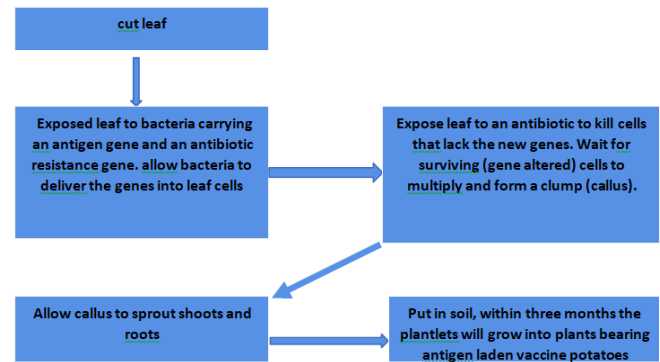 cut leaf
Exposed leaf to bacteria carrying
an antigen gene and an antibiotic
resistance gene. allow bacteria to
deliver the genes into leaf cells
Expose leaf to an antibiotic to kill cells
that lack the new genes. Wait for
surviving (gene altered) cells to
multiply and form a clump (callus).
Allow callus to sprout shoots and
roots
Put in soil, within three months the
plantlets will grow into plants bearing
antigen laden vaccine potatoes